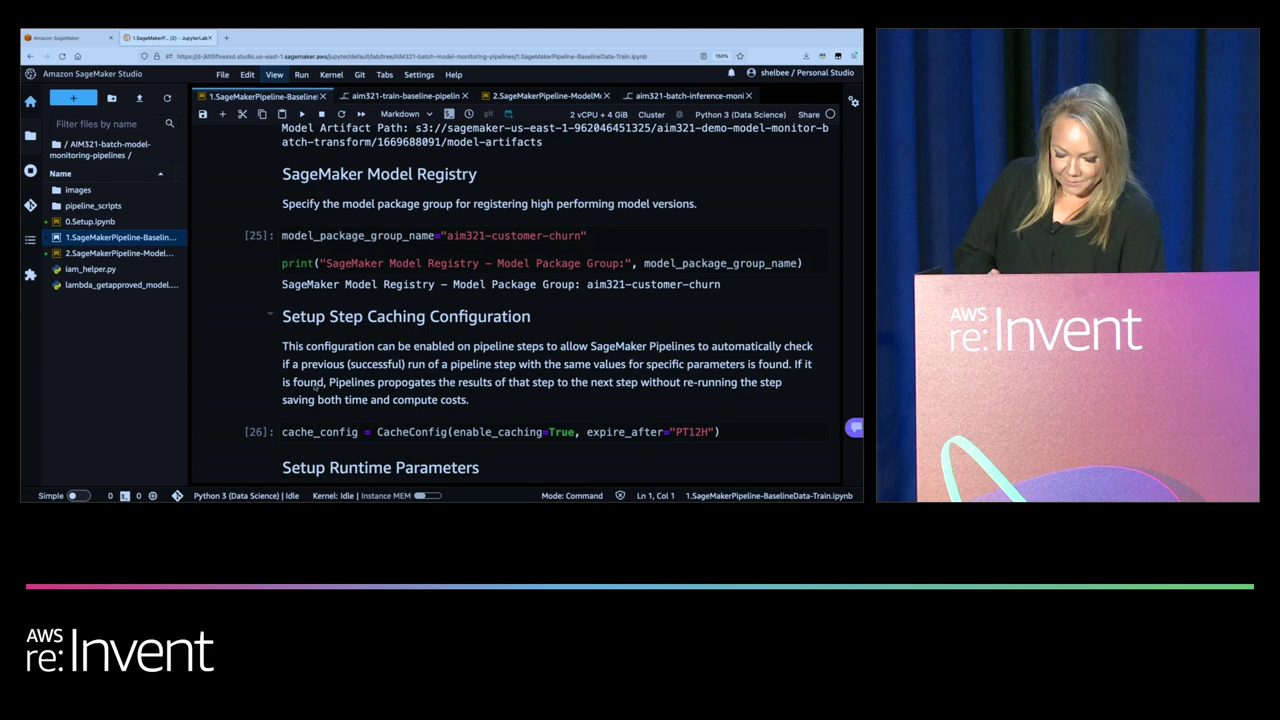 Amazon SageMaker
1.SageMakerP... (2) - JupyterLab
150%
Amazon SageMaker Studio
File Edit View Run Kernel Git Tabs Settings Help
shelbee / Personal Studio
1.SageMakerPipeline-Baseline
aim321-train-baseline-pipelin
2.SageMakerPipeline-ModelMo
aim321-batch-inference-moni
Filter files by name
Markdown
git
2 vCPU + 4 GiB
Cluster
Python 3 (Data Science)
Share
/ AIM321-batch-model-
monitoring-pipelines /
Name
images
pipeline_scripts
0.Setup.ipynb
1.SageMakerPipeline-Baselin...
2.SageMakerPipeline-Model...
iam_helper.py
lambda_getapproved_model....
Model Artifact Path: s3://sagemaker-us-east-1-962046451325/aim321-demo-model-monitor-b
atch-transform/1669688091/model-artifacts
SageMaker Model Registry
Specify the model package group for registering high performing model versions.
[25]: model_package_group_name="aim321-customer-churn"
print("SageMaker Model Registry - Model Package Group:", model_package_group_name)
SageMaker Model Registry - Model Package Group: aim321-customer-churn
Setup Step Caching Configuration
This configuration can be enabled on pipeline steps to allow SageMaker Pipelines to automatically check
if a previous (successful) run of a pipeline step with the same values for specific parameters is found. If it
is found, Pipelines propogates the results of that step to the next step without re-running the step
saving both time and compute costs.
[26]: cache_config = CacheConfig(enable_caching=True, expire_after="PT12H")
Setup Runtime Parameters
Simple
0
0
Python 3 (Data Science) | Idle
Kernel: Idle | Instance MEM
Mode: Command
Ln 1, Col 1
1.SageMakerPipeline-BaselineData-Train.ipynb
AWS
re:Invent
AWS
re:Invent